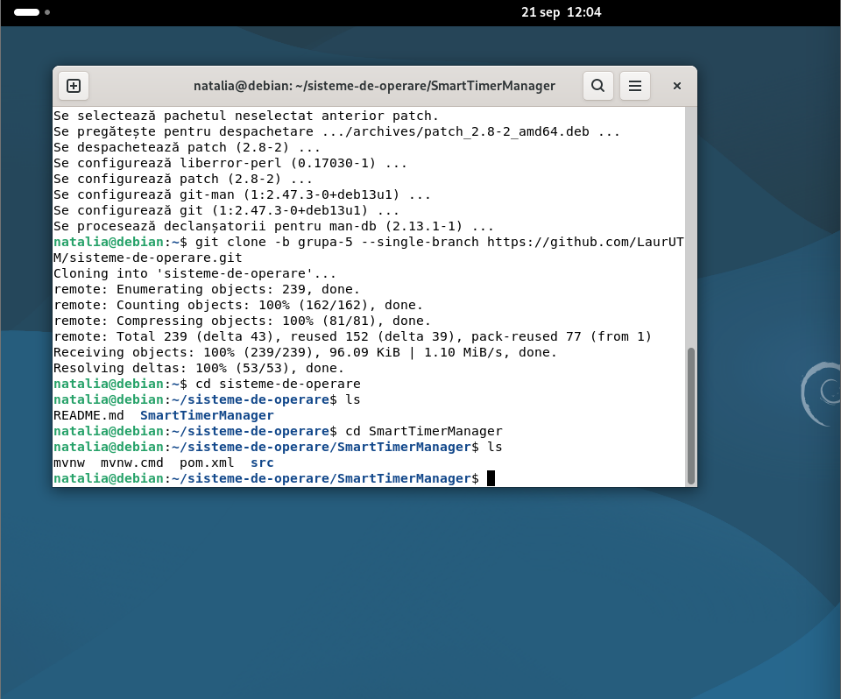 21 sep 12:04
natalia@debian: ~/sisteme-de-operare/SmartTimerManager
Se selectează pachetul neselectat anterior patch.
Se pregătește pentru despachetare .../archives/patch_2.8-2_amd64.deb ...
Se despachetează patch (2.8-2) ...
Se configurează liberror-perl (0.17030-1) ...
Se configurează patch (2.8-2) ...
Se configurează git-man (1:2.47.3-0+deb13u1) ...
Se configurează git (1:2.47.3-0+deb13u1) ...
Se procesează declanșatorii pentru man-db (2.13.1-1) ...
natalia@debian:~$ git clone -b grupa-5 --single-branch https://github.com/LaurUT
M/sisteme-de-operare.git
Cloning into 'sisteme-de-operare'...
remote: Enumerating objects: 239, done.
remote: Counting objects: 100% (162/162), done.
remote: Compressing objects: 100% (81/81), done.
remote: Total 239 (delta 43), reused 152 (delta 39), pack-reused 77 (from 1)
Receiving objects: 100% (239/239), 96.09 KiB | 1.10 MiB/s, done.
Resolving deltas: 100% (53/53), done.
natalia@debian:~$ cd sisteme-de-operare
natalia@debian:~/sisteme-de-operare$ ls
README.md  SmartTimerManager
natalia@debian:~/sisteme-de-operare$ cd SmartTimerManager
natalia@debian:~/sisteme-de-operare/SmartTimerManager$ ls
mvnw  mvnw.cmd  pom.xml  src
natalia@debian:~/sisteme-de-operare/SmartTimerManager$